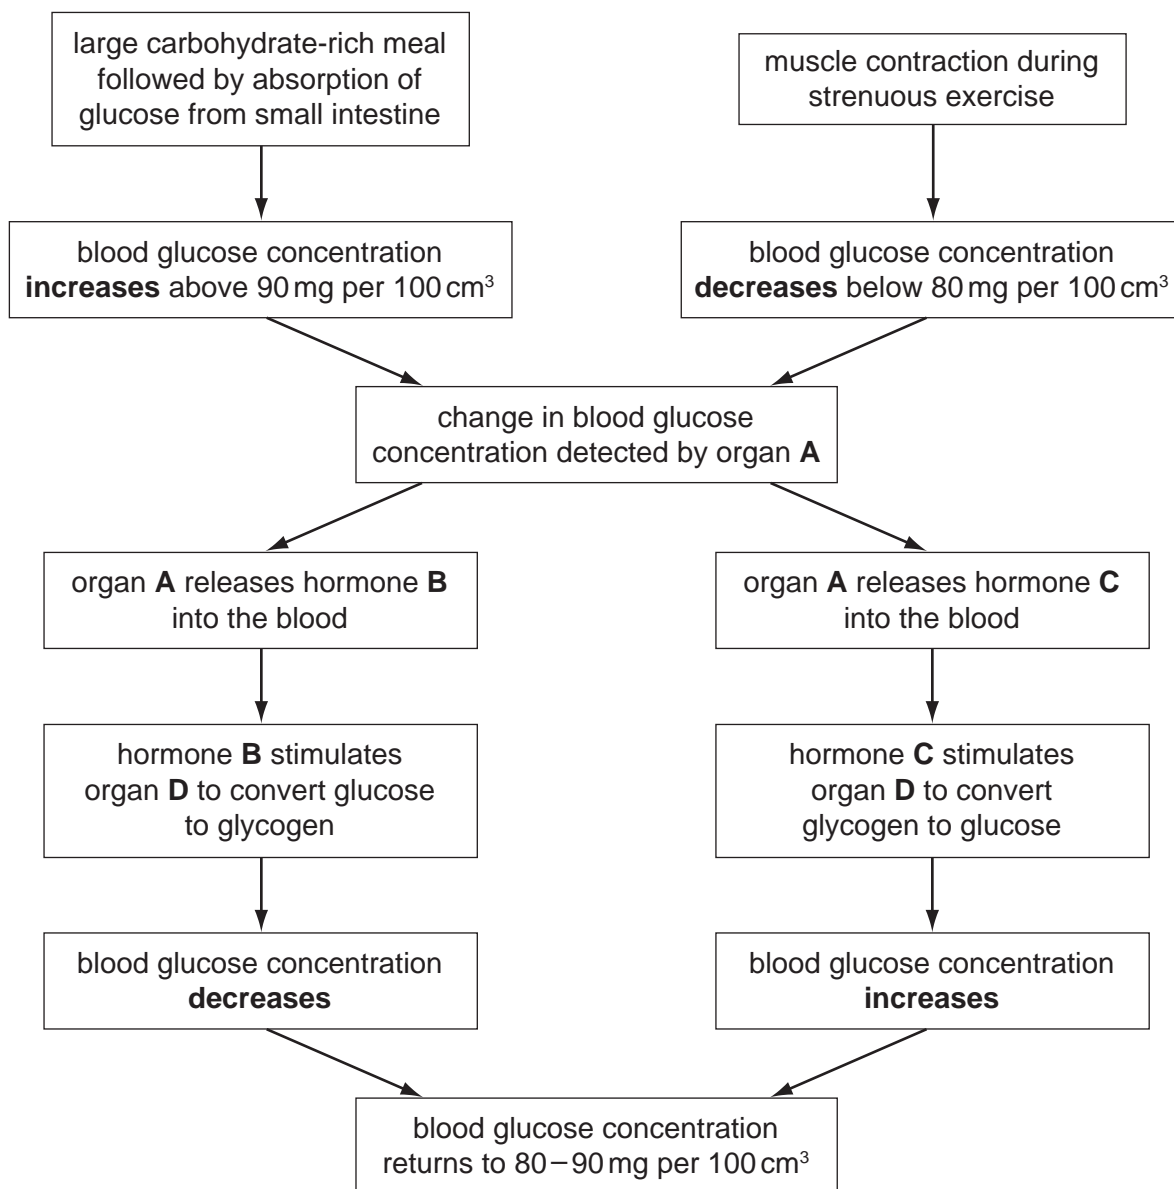 large carbohydrate-rich meal
followed by absorption of
glucose from small intestine
muscle contraction during
strenuous exercise
blood glucose concentration
increases above 90 mg per 100 cm³
blood glucose concentration
decreases below 80 mg per 100 cm³
change in blood glucose
concentration detected by organ A
organ A releases hormone B
into the blood
organ A releases hormone C
into the blood
hormone B stimulates
organ D to convert glucose
to glycogen
hormone C stimulates
organ D to convert
glycogen to glucose
blood glucose concentration
decreases
blood glucose concentration
increases
blood glucose concentration
returns to 80–90 mg per 100 cm³